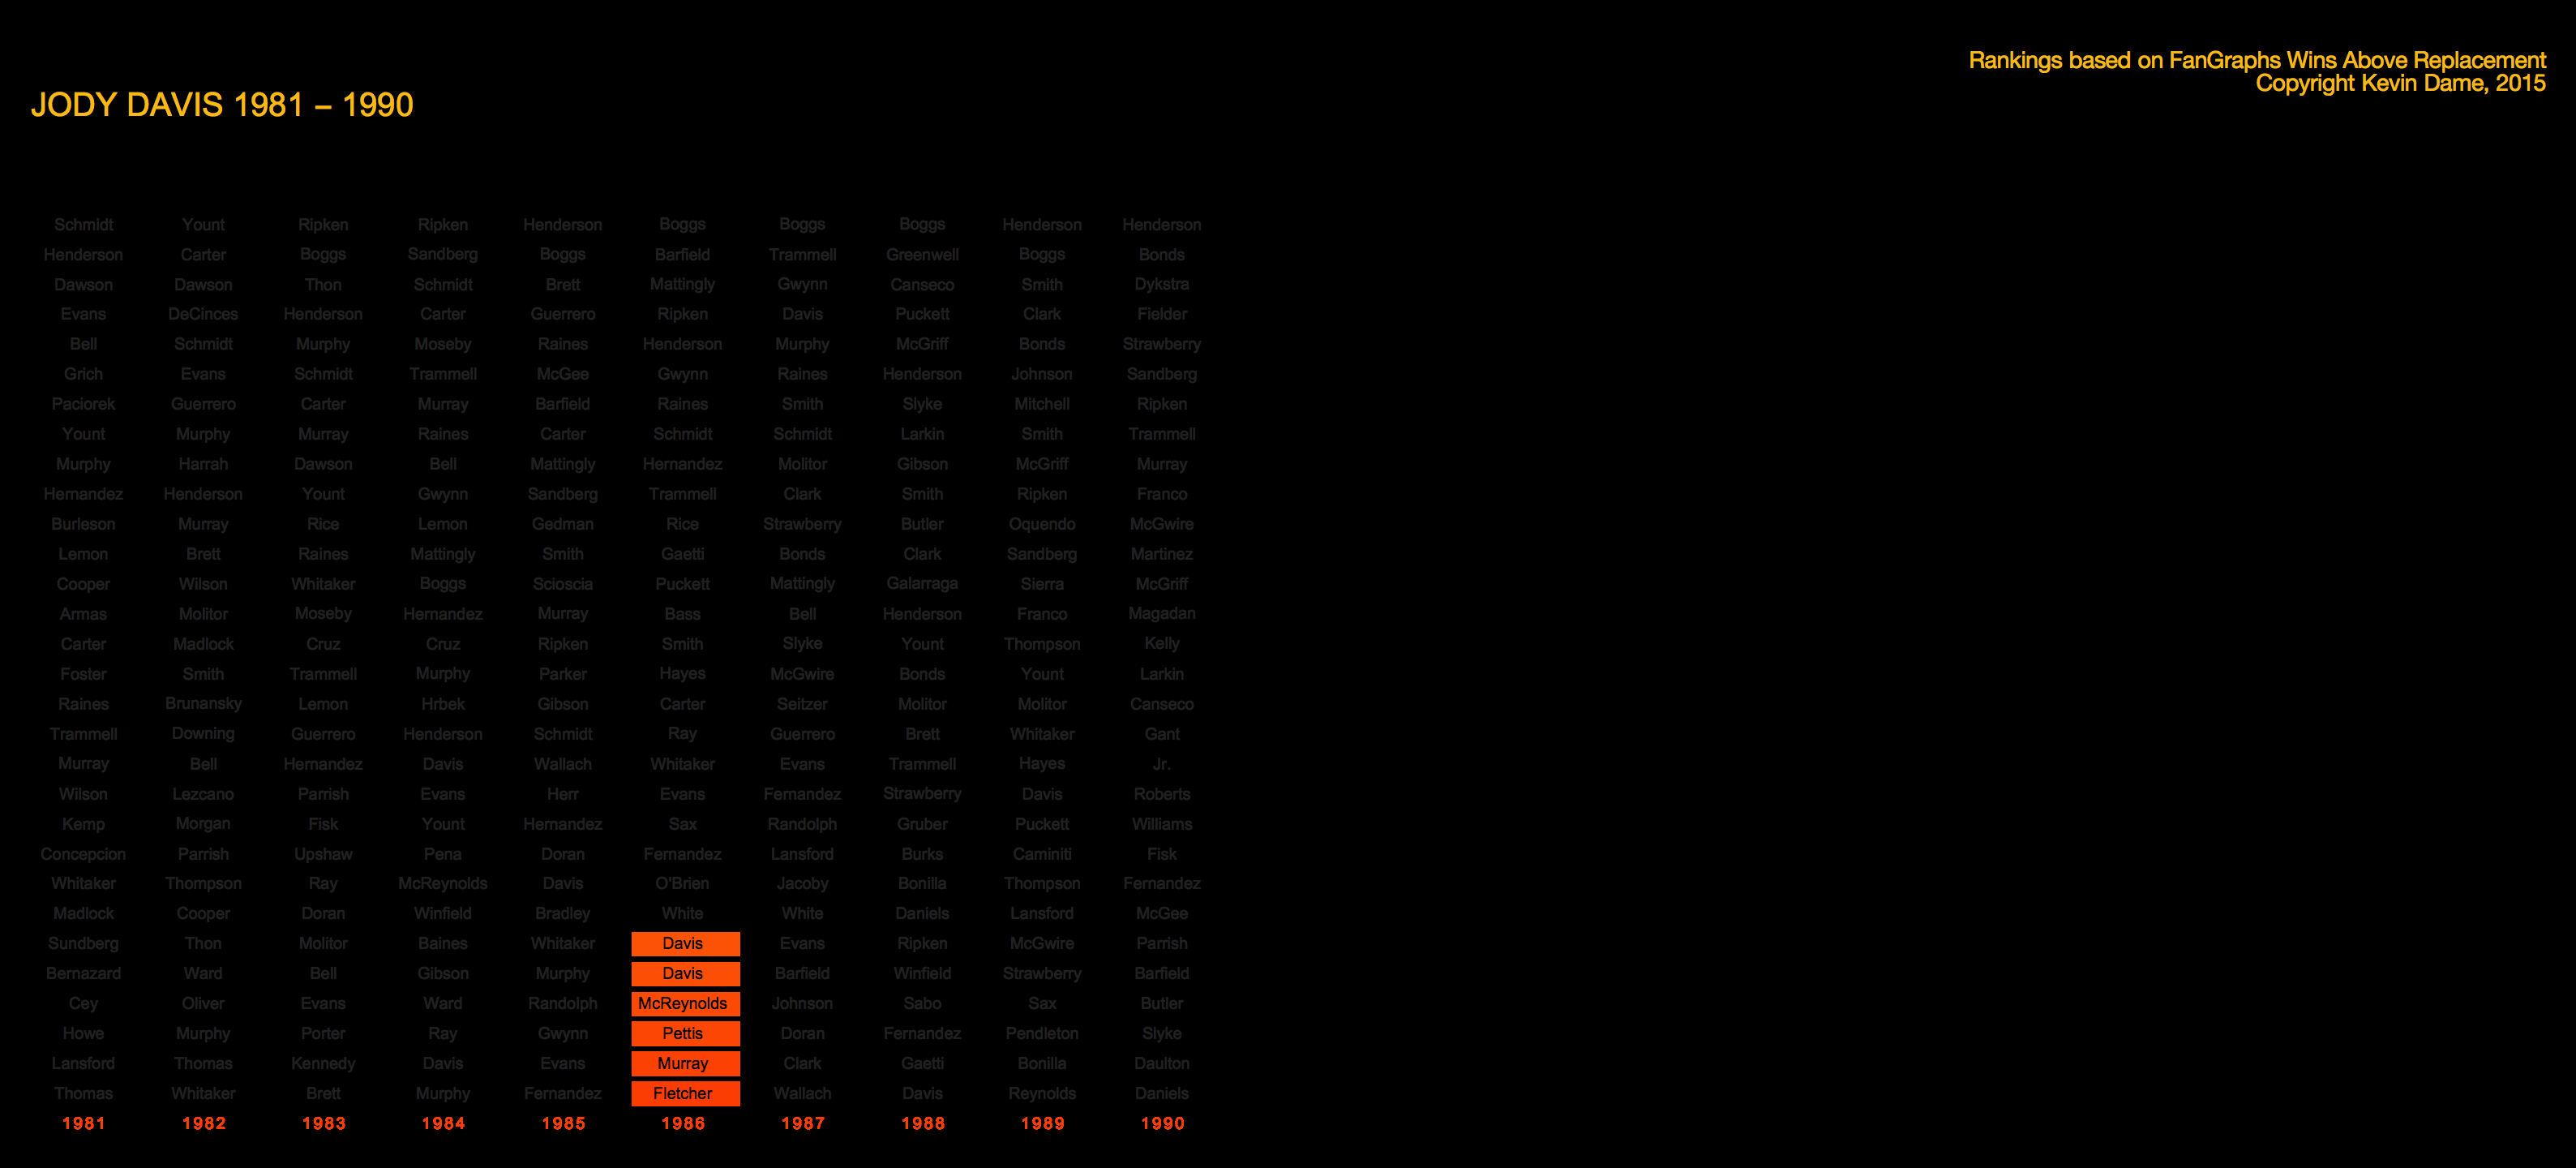 Rankings based on FanGraphs Wins Above Replacement
Copyright Kevin Dame, 2015
JODY DAVIS 1981 – 1990
Schmidt Yount Ripken Ripken Henderson Boggs Boggs Boggs Henderson Henderson
Henderson Carter Boggs Sandberg Boggs Barfield Trammell Greenwell Boggs Bonds
Dawson Dawson Thon Schmidt Brett Mattingly Gwynn Canseco Smith Dykstra
Evans DeCinces Henderson Carter Guerrero Ripken Davis Puckett Clark Fielder
Bell Schmidt Murphy Moseby Raines Henderson Murphy McGriff Bonds Strawberry
Grich Evans Schmidt Trammell McGee Gwynn Raines Henderson Johnson Sandberg
Paciorek Guerrero Carter Murray Barfield Raines Smith Slyke Mitchell Ripken
Yount Murphy Murray Raines Carter Schmidt Schmidt Larkin Smith Trammell
Murphy Harrah Dawson Bell Mattingly Hernandez Molitor Gibson McGriff Murray
Hernandez Henderson Yount Gwynn Sandberg Trammell Clark Smith Ripken Franco
Burleson Murray Rice Lemon Gedman Rice Strawberry Butler Oquendo McGwire
Lemon Brett Raines Mattingly Smith Gaetti Bonds Clark Sandberg Martinez
Cooper Wilson Whitaker Boggs Scioscia Puckett Mattingly Galarraga Sierra McGriff
Armas Molitor Moseby Hernandez Murray Bass Bell Henderson Franco Magadan
Carter Madlock Cruz Cruz Ripken Smith Slyke Yount Thompson Kelly
Foster Smith Trammell Murphy Parker Hayes McGwire Bonds Yount Larkin
Raines Brunansky Lemon Hrbek Gibson Carter Seitzer Molitor Molitor Canseco
Trammell Downing Guerrero Henderson Schmidt Ray Guerrero Brett Whitaker Gant
Murray Bell Hernandez Davis Wallach Whitaker Evans Trammell Hayes Jr.
Wilson Lezcano Parrish Evans Herr Evans Fernandez Strawberry Davis Roberts
Kemp Morgan Fisk Yount Hernandez Sax Randolph Gruber Puckett Williams
Concepcion Parrish Upshaw Pena Doran Fernandez Lansford Burks Caminiti Fisk
Whitaker Thompson Ray McReynolds Davis O'Brien Jacoby Bonilla Thompson Fernandez
Madlock Cooper Doran Winfield Bradley White White Daniels Lansford McGee
Sundberg Thon Molitor Baines Whitaker Davis Evans Ripken McGwire Parrish
Bernazard Ward Bell Gibson Murphy Davis Barfield Winfield Strawberry Barfield
Cey Oliver Evans Ward Randolph McReynolds Johnson Sabo Sax Butler
Howe Murphy Porter Ray Gwynn Pettis Doran Fernandez Pendleton Slyke
Lansford Thomas Kennedy Davis Evans Murray Clark Gaetti Bonilla Daulton
Thomas Whitaker Brett Murphy Fernandez Fletcher Wallach Davis Reynolds Daniels
1981 1982 1983 1984 1985 1986 1987 1988 1989 1990